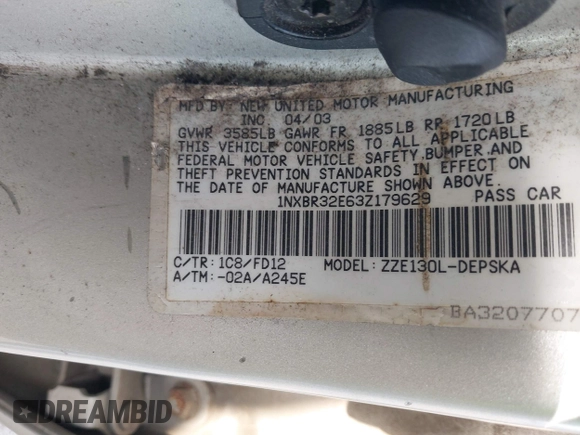 MFD BY: NEW UNITED MOTOR MANUFACTURING
INC 04/03
GVWR 3585LB GAWR FR 1885LB RR 1720LB
THIS VEHICLE CONFORMS TO ALL APPLICABLE
FEDERAL MOTOR VEHICLE SAFETY,BUMPER,AND
THEFT PREVENTION STANDARDS IN EFFECT ON
THE DATE OF MANUFACTURE SHOWN ABOVE.
1NXBR32E63Z179629 PASS CAR
C/TR: 1C8/FD12 MODEL: ZZE130L-DEPSKA
A/TM: -02A/A245E
BA3207707
DREAMBID